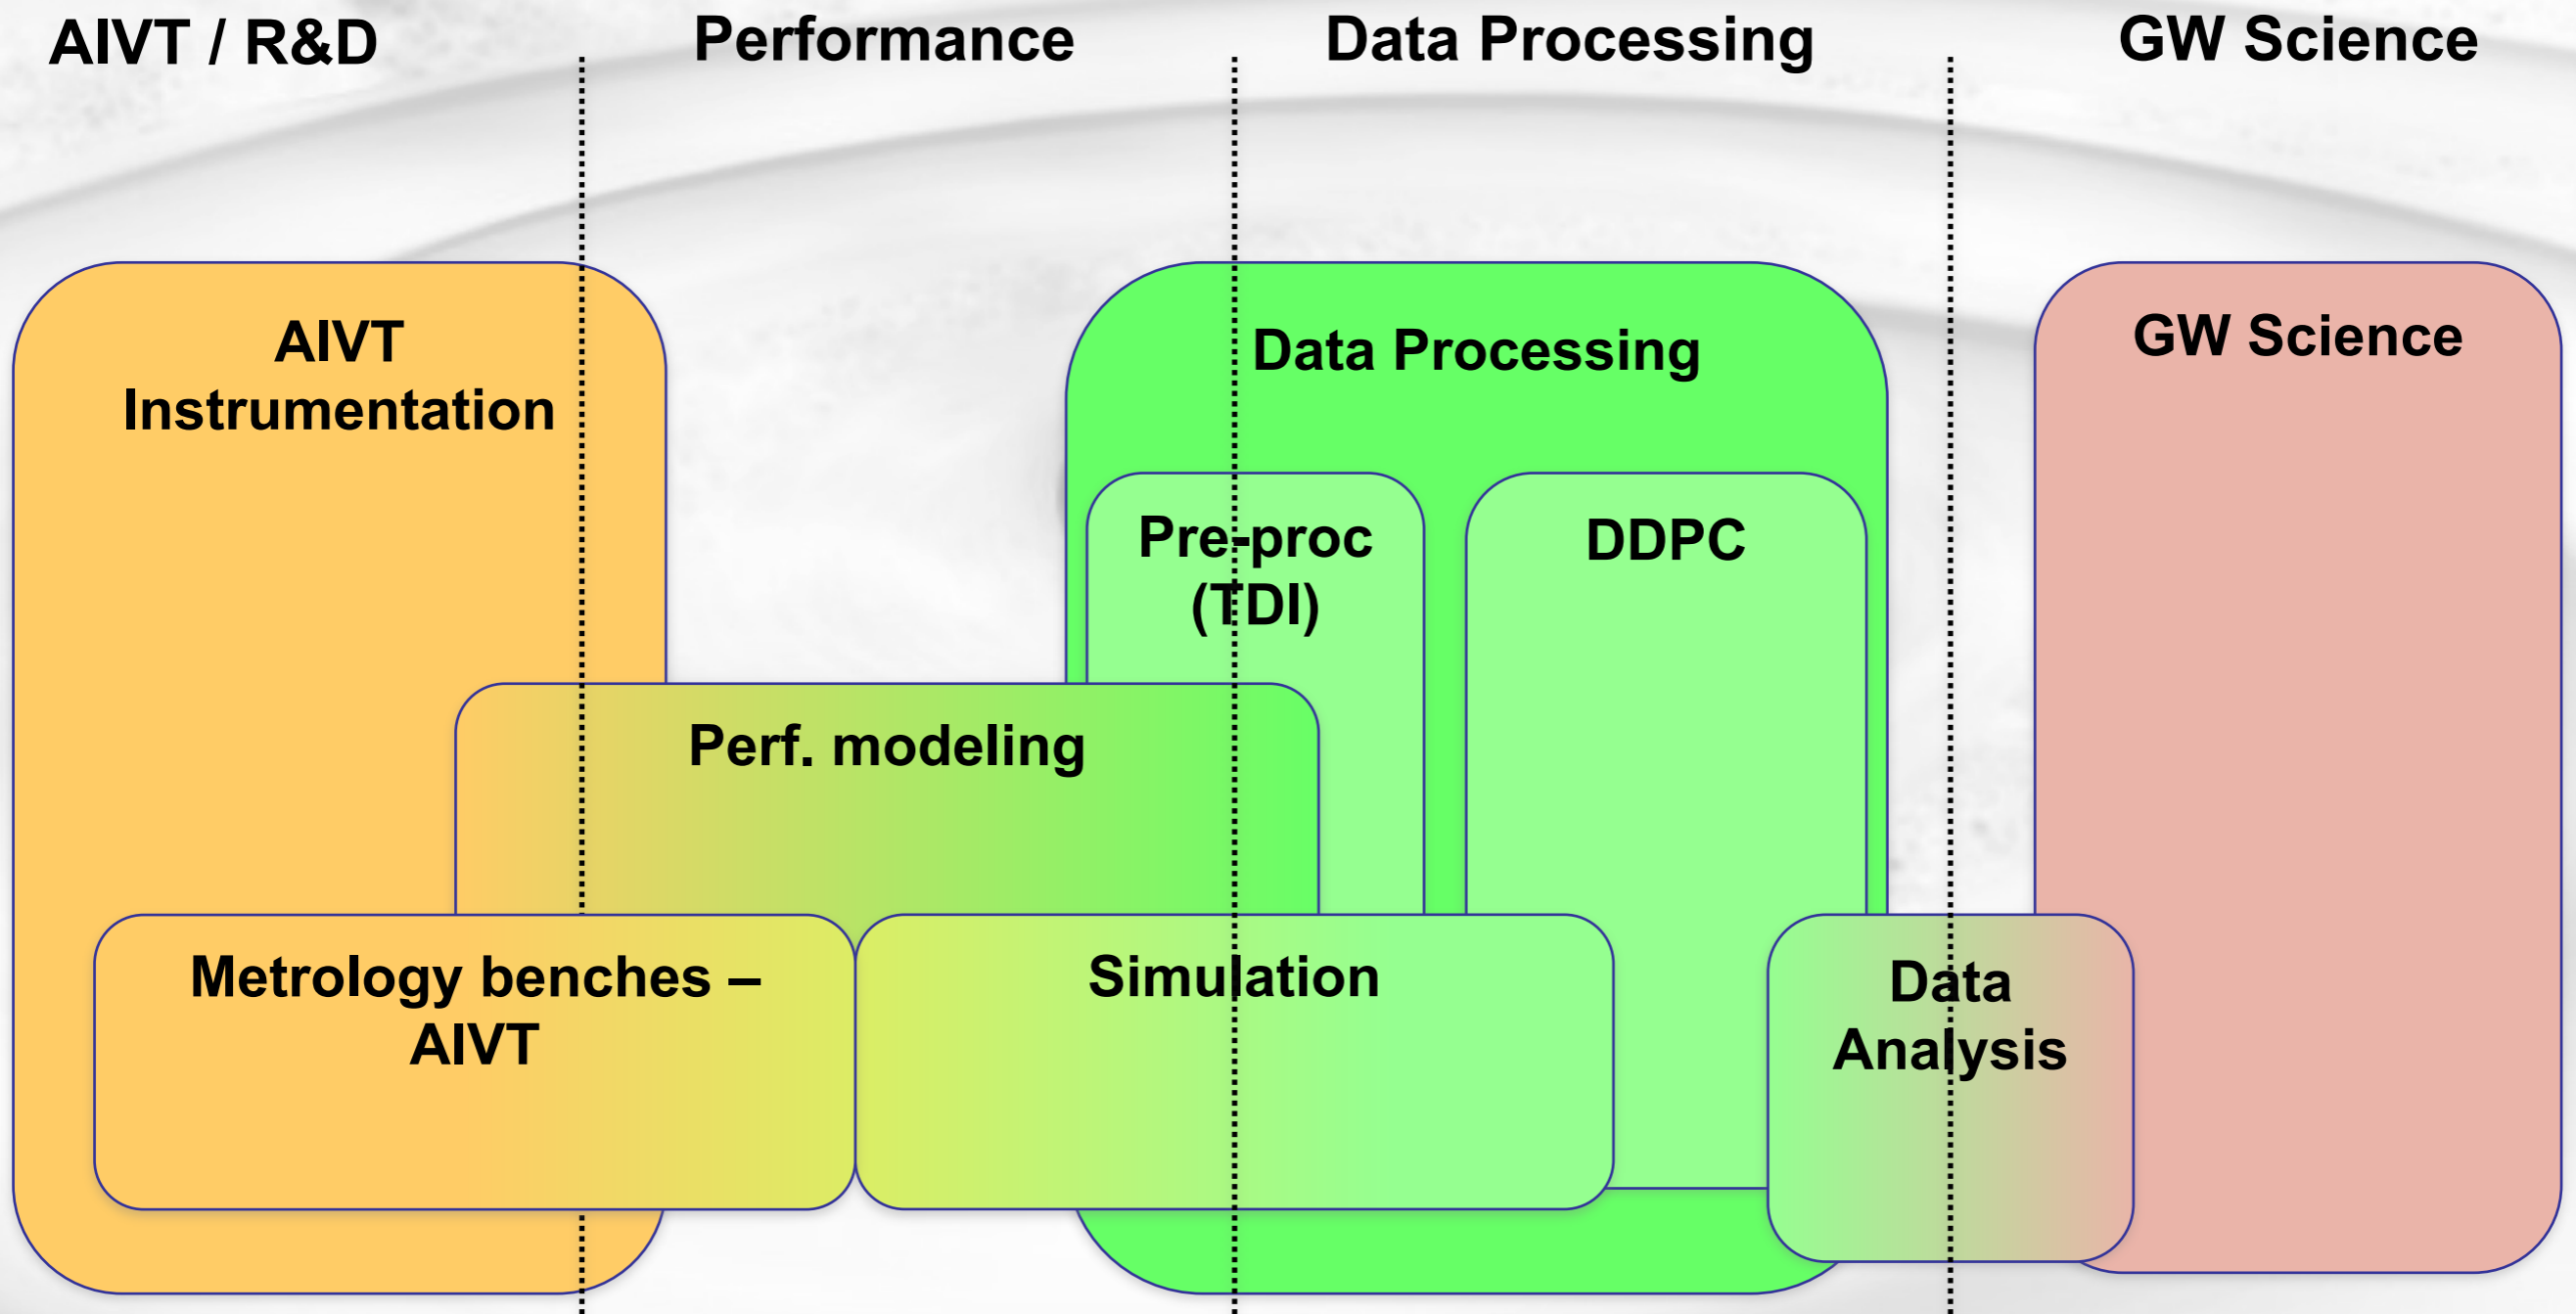 AIVT / R&D
Performance
Data Processing
GW Science
AIVT
Instrumentation
Data Processing
GW Science
Pre-proc
(TDI)
DDPC
Perf. modeling
Metrology benches –
AIVT
Simulation
Data
Analysis